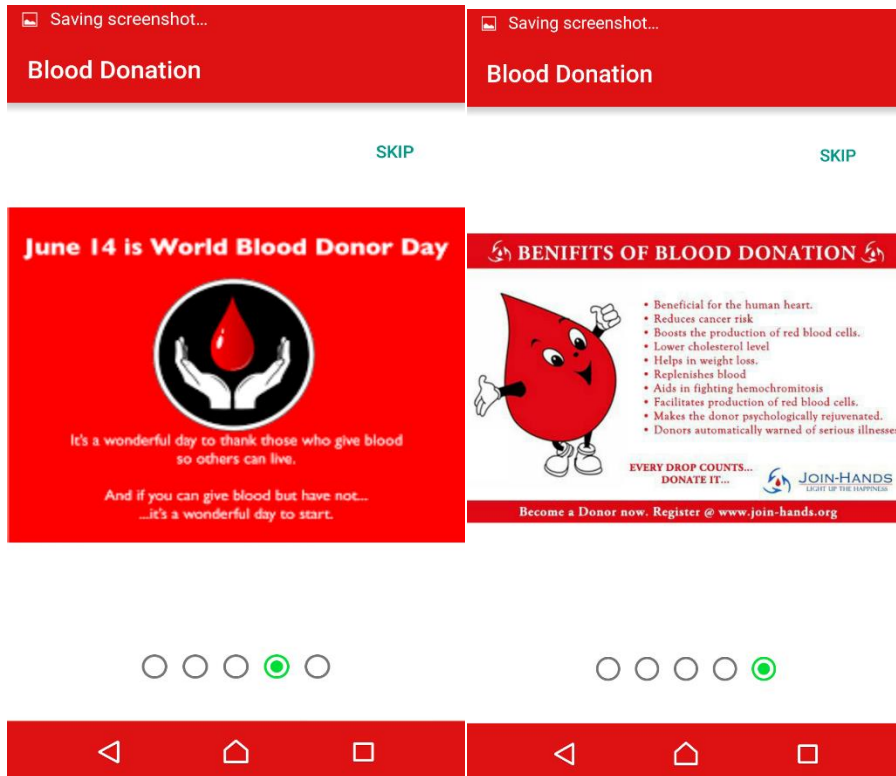 Saving screenshot...
Blood Donation
SKIP
June 14 is World Blood Donor Day
It's a wonderful day to thank those who give blood
so others can live.
And if you can give blood but have not...
...it's a wonderful day to start.
Saving screenshot...
Blood Donation
SKIP
BENIFITS OF BLOOD DONATION
• Beneficial for the human heart.
• Reduces cancer risk
• Boosts the production of red blood cells.
• Lower cholesterol level
• Helps in weight loss.
• Replenishes blood
• Aids in fighting hemochromitosis
• Facilitates production of red blood cells.
• Makes the donor psychologically rejuvenated.
• Donors automatically warned of serious illnesses
EVERY DROP COUNTS...
DONATE IT...
JOIN-HANDS
LIGHT UP THE HAPPINESS
Become a Donor now. Register @ www.join-hands.org